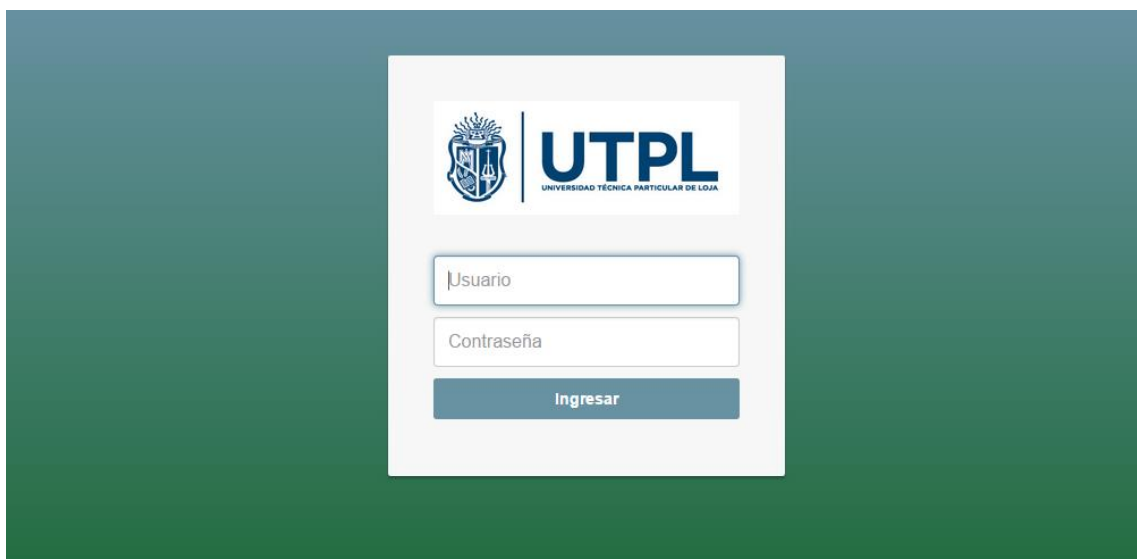 UTPL
UNIVERSIDAD TÉCNICA PARTICULAR DE LOJA
Usuario
Contraseña
Ingresar